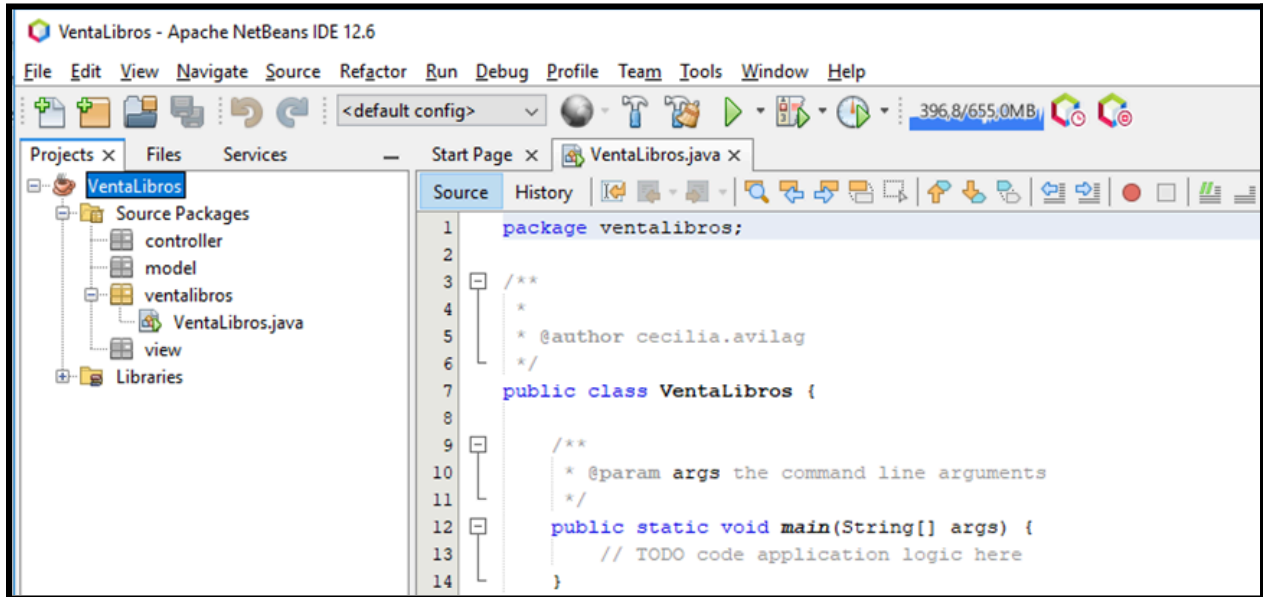 VentaLibros - Apache NetBeans IDE 12.6
File Edit View Navigate Source Refactor Run Debug Profile Team Tools Window Help
<default config> 396,8/655,0MB
Projects Files Services
VentaLibros
Source Packages
controller
model
ventalibros
VentaLibros.java
view
Libraries
Start Page VentaLibros.java
Source History
1 package ventalibros;
2
3 /**
4 *
5 * @author cecilia.avilag
6 */
7 public class VentaLibros {
8
9 /**
10 * @param args the command line arguments
11 */
12 public static void main(String[] args) {
13 // TODO code application logic here
14 }